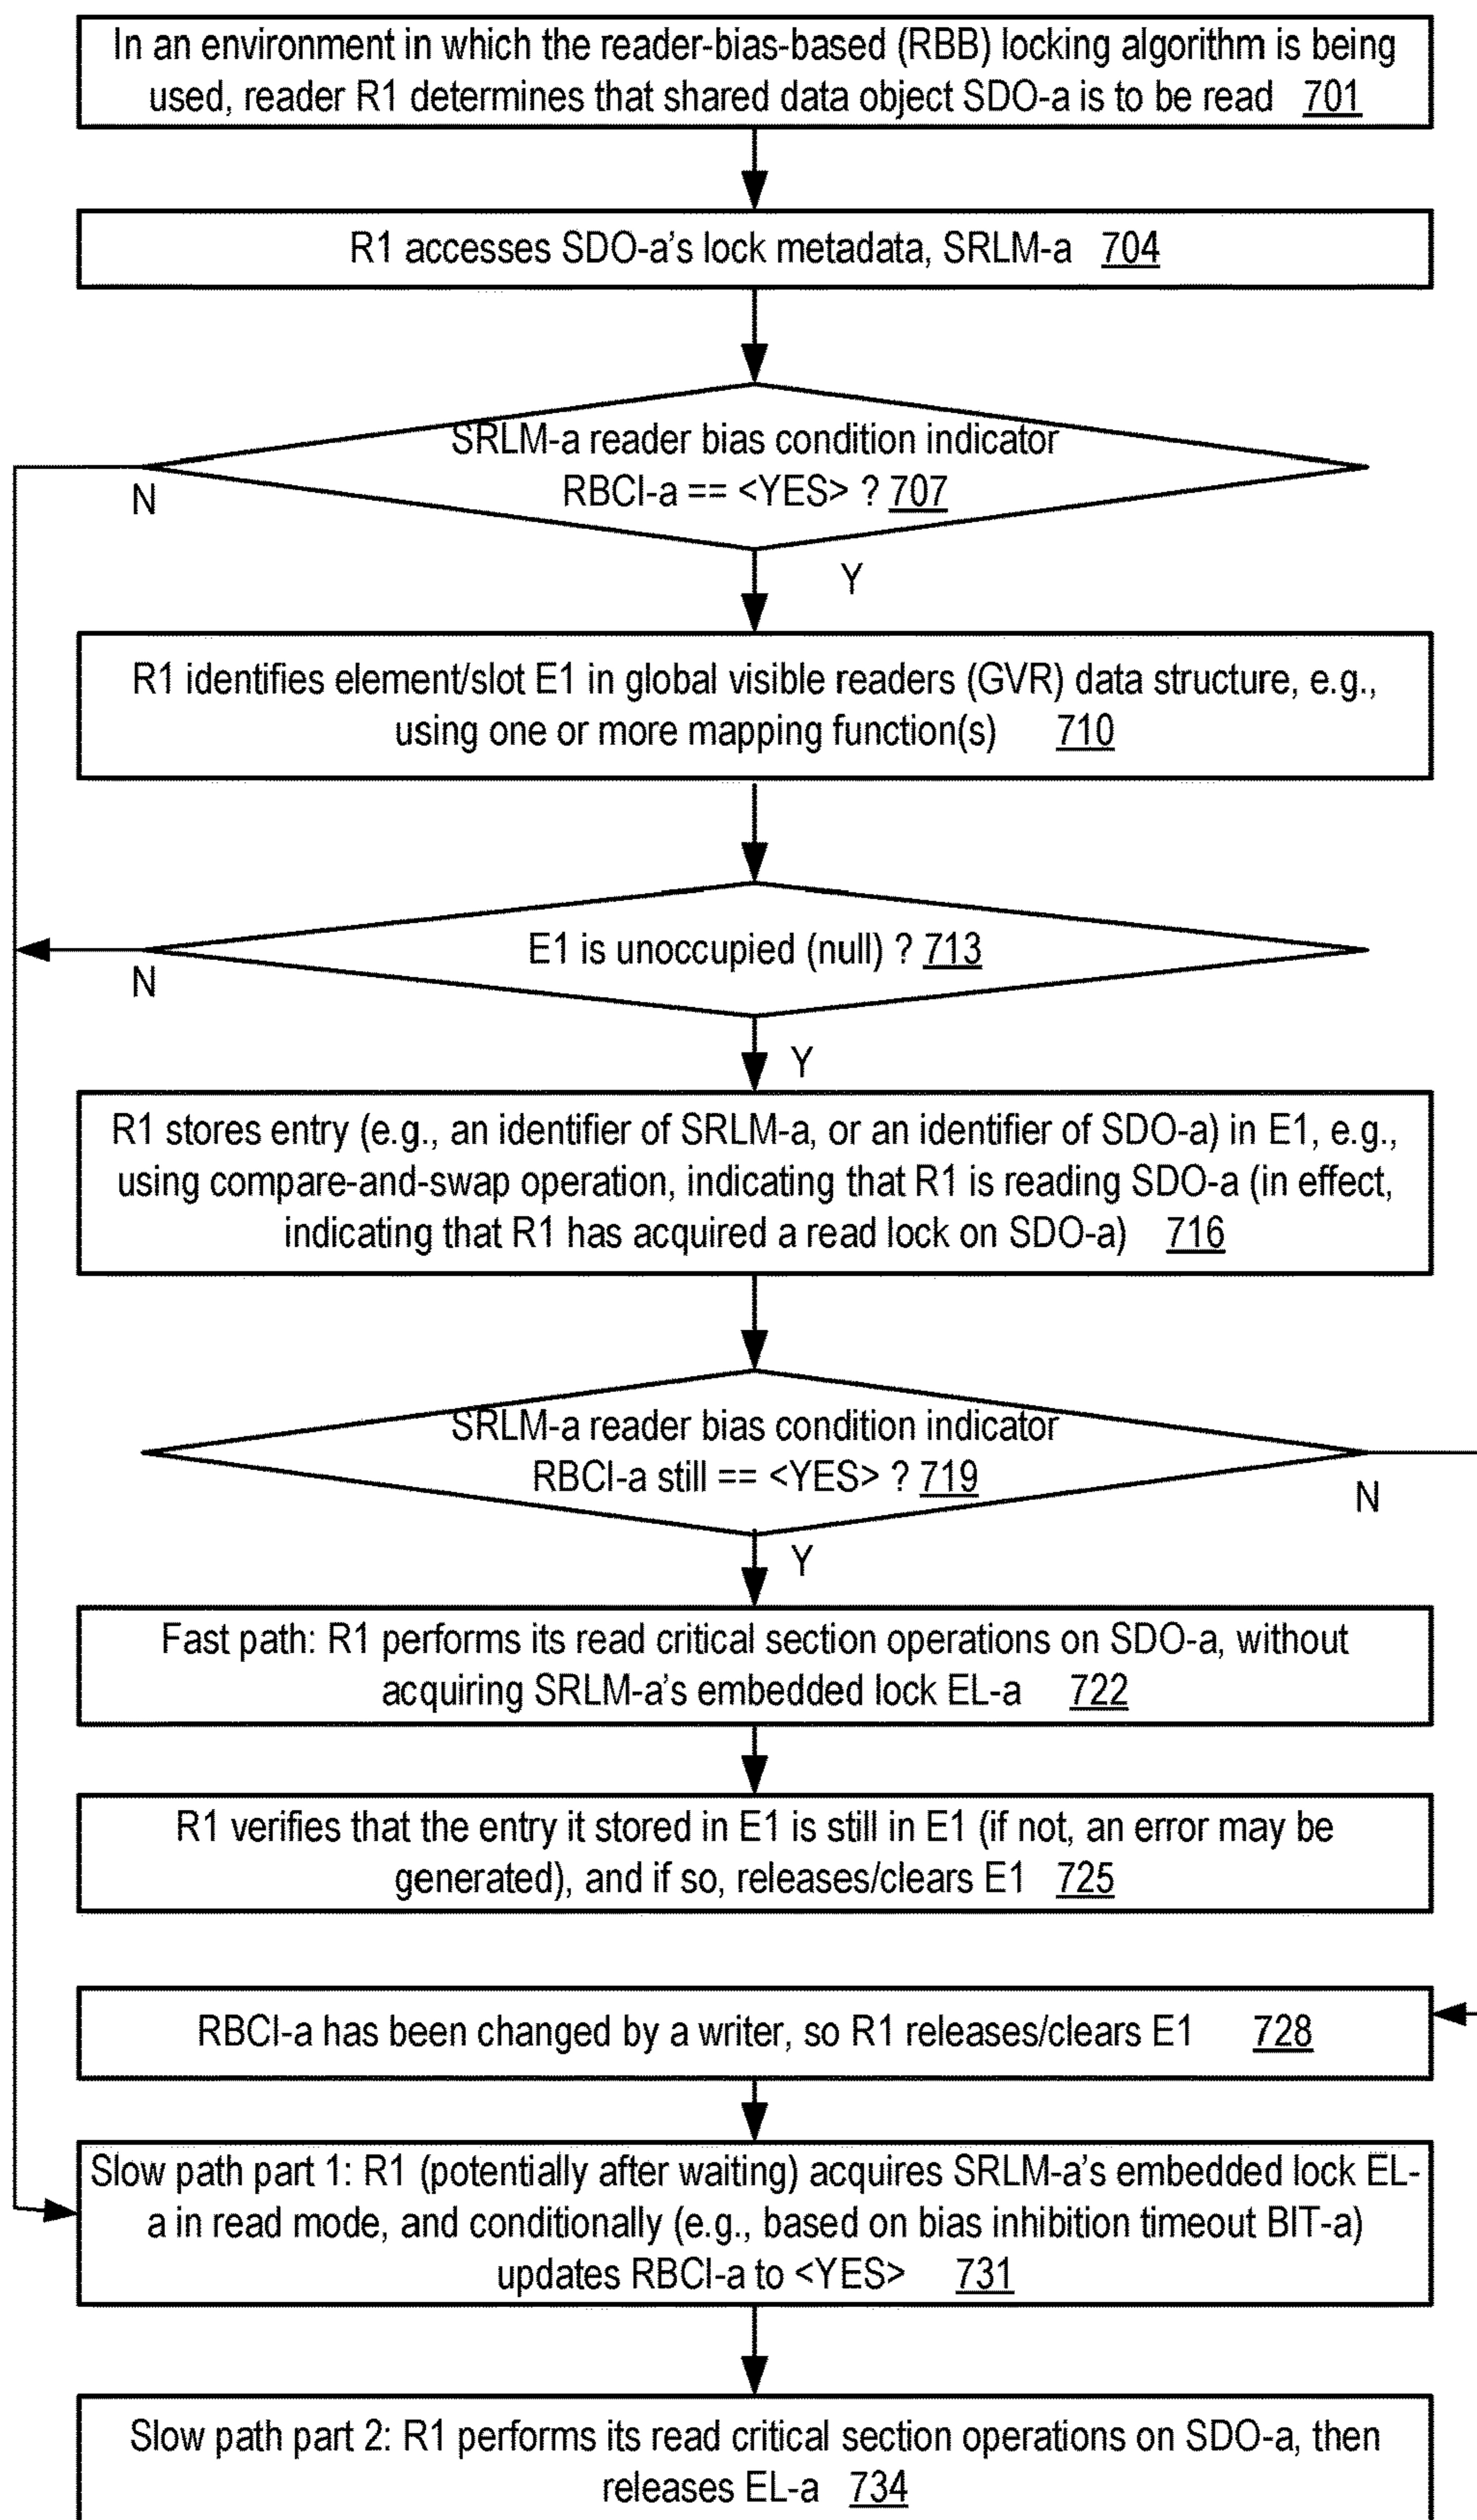 In an environment in which the reader-bias-based (RBB) locking algorithm is being
used, reader R1 determines that shared data object SDO-a is to be read 701
R1 accesses SDO-a's lock metadata, SRLM-a 704
SRLM-a reader bias condition indicator
RBCI-a == <YES> ? 707
N
Y
R1 identifies element/slot E1 in global visible readers (GVR) data structure, e.g.,
using one or more mapping function(s) 710
E1 is unoccupied (null) ? 713
N
Y
R1 stores entry (e.g., an identifier of SRLM-a, or an identifier of SDO-a) in E1, e.g.,
using compare-and-swap operation, indicating that R1 is reading SDO-a (in effect,
indicating that R1 has acquired a read lock on SDO-a) 716
SRLM-a reader bias condition indicator
RBCI-a still == <YES> ? 719
N
Y
Fast path: R1 performs its read critical section operations on SDO-a, without
acquiring SRLM-a's embedded lock EL-a 722
R1 verifies that the entry it stored in E1 is still in E1 (if not, an error may be
generated), and if so, releases/clears E1 725
RBCI-a has been changed by a writer, so R1 releases/clears E1 728
Slow path part 1: R1 (potentially after waiting) acquires SRLM-a's embedded lock EL-
a in read mode, and conditionally (e.g., based on bias inhibition timeout BIT-a)
updates RBCI-a to <YES> 731
Slow path part 2: R1 performs its read critical section operations on SDO-a, then
releases EL-a 734